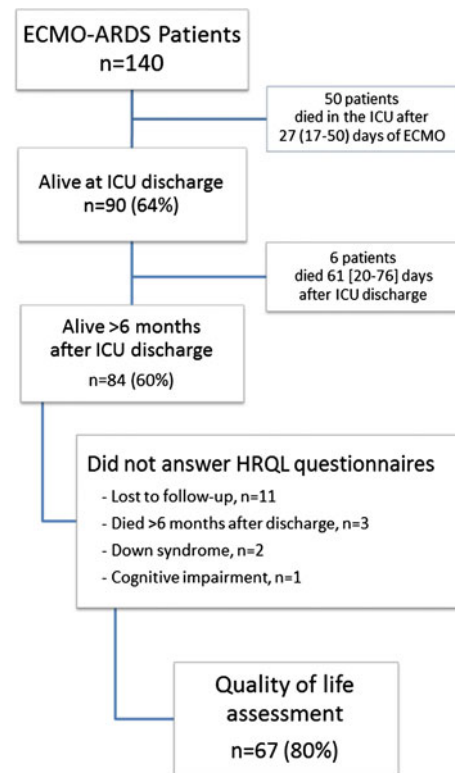 ECMO-ARDS Patients
n=140
50 patients
died in the ICU after
27 (17-50) days of ECMO
Alive at ICU discharge
n=90 (64%)
6 patients
died 61 [20-76] days
after ICU discharge
Alive >6 months
after ICU discharge
n=84 (60%)
Did not answer HRQL questionnaires
- Lost to follow-up, n=11
- Died >6 months after discharge, n=3
- Down syndrome, n=2
- Cognitive impairment, n=1
Quality of life
assessment
n=67 (80%)